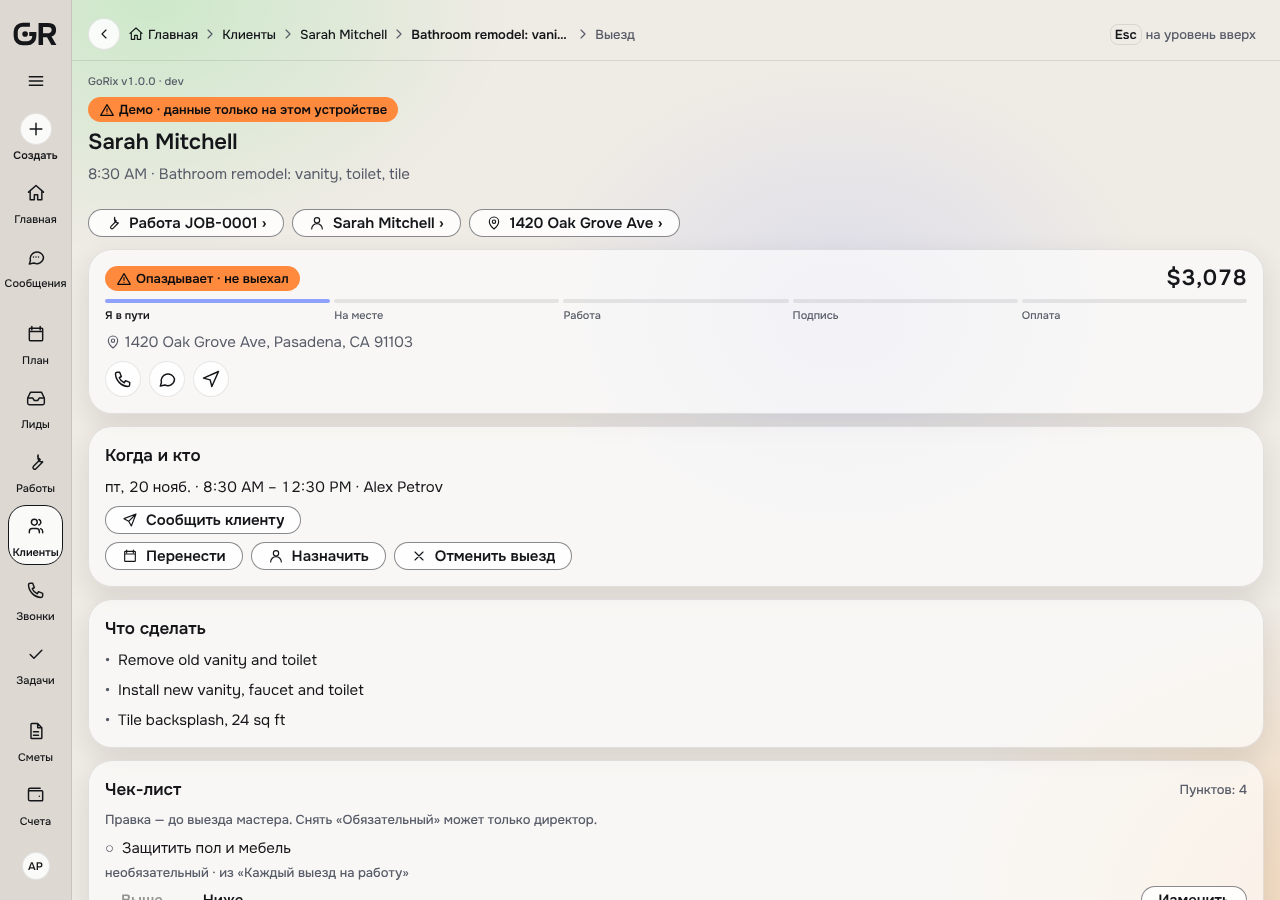 GR
Главная
Клиенты
Sarah Mitchell
Bathroom remodel: vani...
Выезд
Esc на уровень вверх
GoRix v1.0.0 · dev
Демо · данные только на этом устройстве
Sarah Mitchell
8:30 AM · Bathroom remodel: vanity, toilet, tile
Работа JOB-0001 ›
Sarah Mitchell ›
1420 Oak Grove Ave ›
Опаздывает · не выехал
$3,078
Я в пути
На месте
Работа
Подпись
Оплата
1420 Oak Grove Ave, Pasadena, CA 91103
Когда и кто
пт, 20 нояб. · 8:30 AM – 12:30 PM · Alex Petrov
Сообщить клиенту
Перенести
Назначить
Отменить выезд
Что сделать
• Remove old vanity and toilet
• Install new vanity, faucet and toilet
• Tile backsplash, 24 sq ft
Чек-лист
Пунктов: 4
Правка — до выезда мастера. Снять «Обязательный» может только директор.
○ Защитить пол и мебель
необязательный · из «Каждый выезд на работу»
Выше
Ниже
Изменить
Создать
Главная
Сообщения
План
Лиды
Работы
Клиенты
Звонки
Задачи
Сметы
Счета
AP